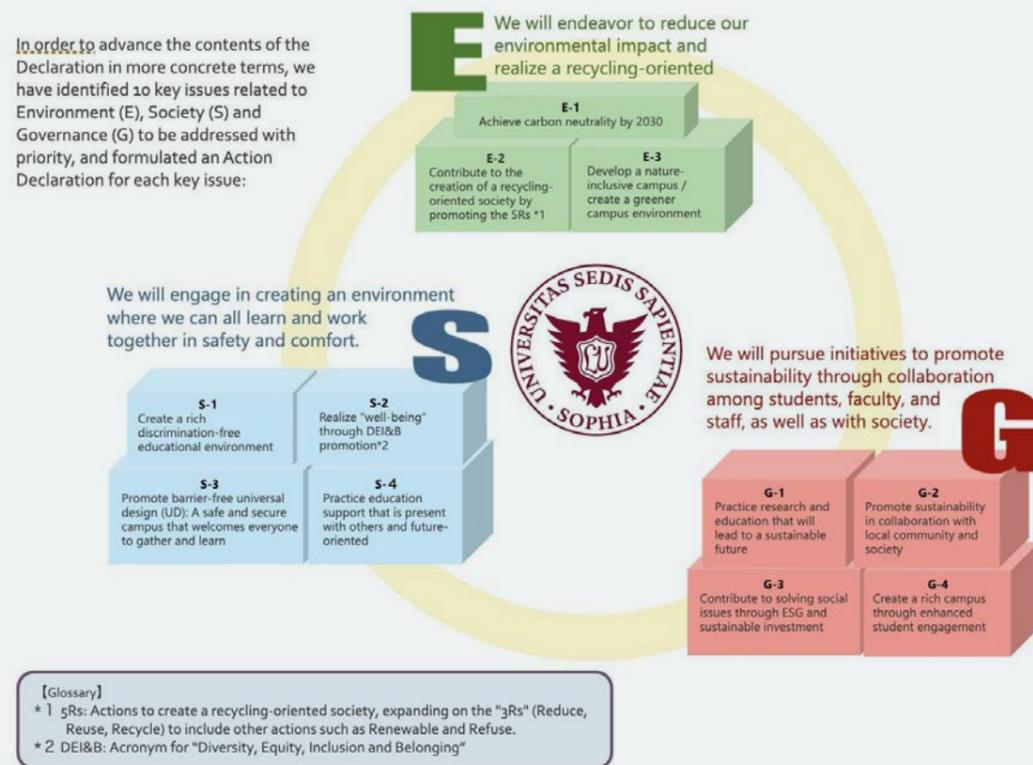 In order to advance the contents of the
Declaration in more concrete terms, we
have identified 10 key issues related to
Environment (E), Society (S) and
Governance (G) to be addressed with
priority, and formulated an Action
Declaration for each key issue:
E
We will endeavor to reduce our
environmental impact and
realize a recycling-oriented
E-1
Achieve carbon neutrality by 2030
E-2
Contribute to the
creation of a recycling-
oriented society by
promoting the 5Rs *1
E-3
Develop a nature-
inclusive campus /
create a greener
campus environment
We will engage in creating an environment
where we can all learn and work
together in safety and comfort.
S
S-1
Create a rich
discrimination-free
educational environment
S-2
Realize "well-being"
through DEI&B
promotion*2
S-3
Promote barrier-free universal
design (UD): A safe and secure
campus that welcomes everyone
to gather and learn
S-4
Practice education
support that is present
with others and future-
oriented
UNIVERSITAS SEDIS SAPIENTIAE
SOPHIA
LU
We will pursue initiatives to promote
sustainability through collaboration
among students, faculty, and
staff, as well as with society.
G
G-1
Practice research and
education that will
lead to a sustainable
future
G-2
Promote sustainability
in collaboration with
local community and
society
G-3
Contribute to solving social
issues through ESG and
sustainable investment
G-4
Create a rich campus
through enhanced
student engagement
【Glossary】
*1 5Rs: Actions to create a recycling-oriented society, expanding on the "3Rs" (Reduce,
Reuse, Recycle) to include other actions such as Renewable and Refuse.
*2 DEI&B: Acronym for "Diversity, Equity, Inclusion and Belonging"